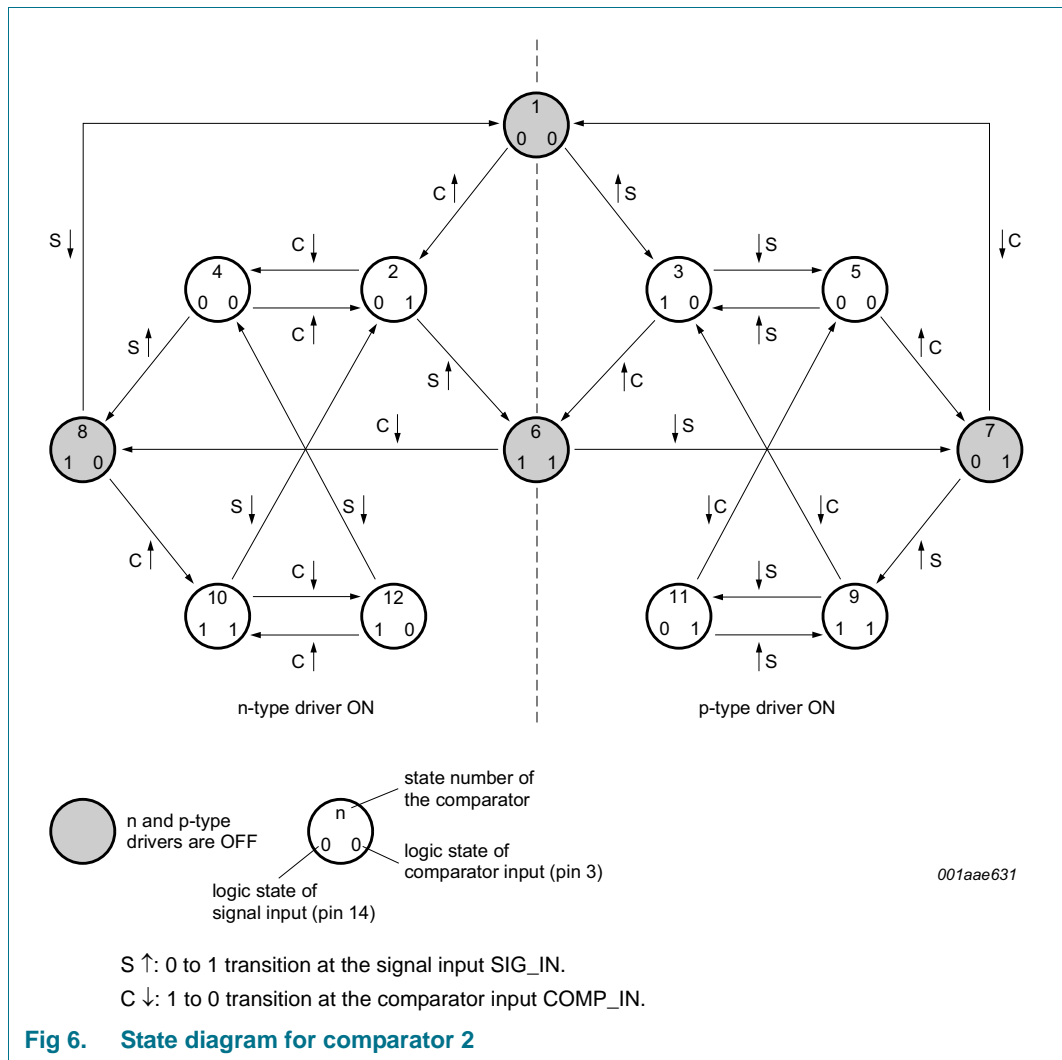 1
0 0
C ↑
↑ S
S ↓
↓ C
C ↓
↓ S
4
0 0
2
0 1
3
1 0
5
0 0
C ↑
↑ S
S ↑
S ↑
↑ C
↑ C
8
1 0
C ↓
6
1 1
↓ S
7
0 1
S ↓
S ↓
↓ C
↓ C
C ↑
↑ S
10
1 1
C ↓
12
1 0
11
0 1
↓ S
9
1 1
C ↑
↑ S
n-type driver ON
p-type driver ON
n and p-type
drivers are OFF
n
0 0
state number of
the comparator
logic state of
comparator input (pin 3)
logic state of
signal input (pin 14)
001aae631
S ↑: 0 to 1 transition at the signal input SIG_IN.
C ↓: 1 to 0 transition at the comparator input COMP_IN.
Fig 6. State diagram for comparator 2